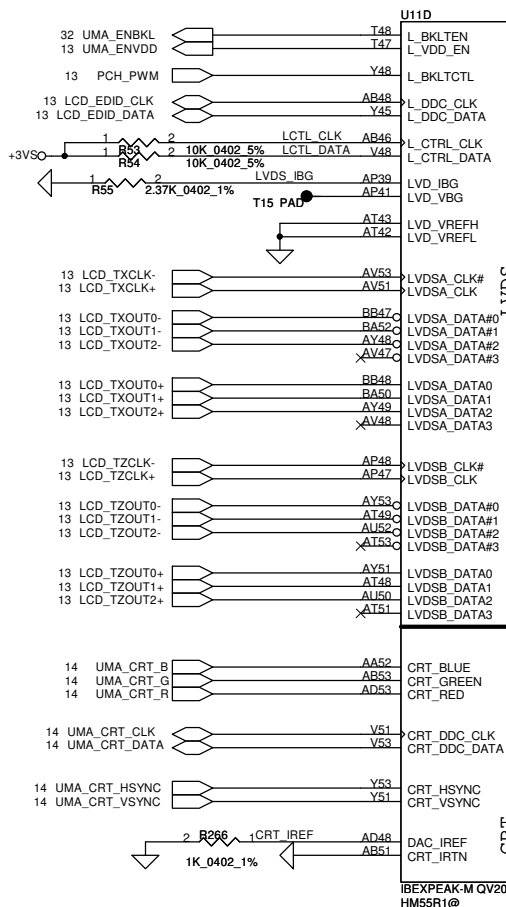 U11D
32 UMA_ENBKL T48 L_BKLTEN
13 UMA_ENVDD T47 L_VDD_EN
13 PCH_PWM Y48 L_BKLTCTL
13 LCD_EDID_CLK AB48 L_DDC_CLK
13 LCD_EDID_DATA Y45 L_DDC_DATA
1 2 LCTL_CLK AB46 L_CTRL_CLK
+3VS R53 10K_0402_5%
1 2 LCTL_DATA V48 L_CTRL_DATA
R54 10K_0402_5%
1 2 LVDS_IBG AP39 LVD_IBG
R55 2.37K_0402_1% AP41 LVD_VBG
T15 PAD
AT43 LVD_VREFH
AT42 LVD_VREFL
LVDS
13 LCD_TXCLK- AV53 LVDSA_CLK#
13 LCD_TXCLK+ AV51 LVDSA_CLK
13 LCD_TXOUT0- BB47 LVDSA_DATA#0
13 LCD_TXOUT1- BA52 LVDSA_DATA#1
13 LCD_TXOUT2- AY48 LVDSA_DATA#2
AV47 LVDSA_DATA#3
13 LCD_TXOUT0+ BB48 LVDSA_DATA0
13 LCD_TXOUT1+ BA50 LVDSA_DATA1
13 LCD_TXOUT2+ AY49 LVDSA_DATA2
AV48 LVDSA_DATA3
13 LCD_TZCLK- AP48 LVDSB_CLK#
13 LCD_TZCLK+ AP47 LVDSB_CLK
13 LCD_TZOUT0- AY53 LVDSB_DATA#0
13 LCD_TZOUT1- AT49 LVDSB_DATA#1
13 LCD_TZOUT2- AU52 LVDSB_DATA#2
AT53 LVDSB_DATA#3
13 LCD_TZOUT0+ AY51 LVDSB_DATA0
13 LCD_TZOUT1+ AT48 LVDSB_DATA1
13 LCD_TZOUT2+ AU50 LVDSB_DATA2
AT51 LVDSB_DATA3
14 UMA_CRT_B AA52 CRT_BLUE
14 UMA_CRT_G AB53 CRT_GREEN
14 UMA_CRT_R AD53 CRT_RED
14 UMA_CRT_CLK V51 CRT_DDC_CLK
14 UMA_CRT_DATA V53 CRT_DDC_DATA
14 UMA_CRT_HSYNC Y53 CRT_HSYNC
14 UMA_CRT_VSYNC Y51 CRT_VSYNC
CRT
2 R266 1 CRT_IREF AD48 DAC_IREF
1K_0402_1% AB51 CRT_IRTN
IBEXPEAK-M QV20
HM55R1@